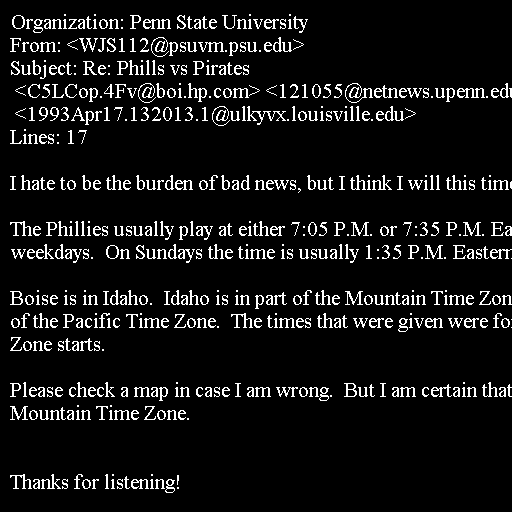 Organization: Penn State University
From: <WJS112@psuvm.psu.edu>
Subject: Re: Phills vs Pirates
<C5LCop.4Fv@boi.hp.com> <121055@netnews.upenn.edu
<1993Apr17.132013.1@ulkyvx.louisville.edu>
Lines: 17
I hate to be the burden of bad news, but I think I will this time
The Phillies usually play at either 7:05 P.M. or 7:35 P.M. Ea
weekdays.  On Sundays the time is usually 1:35 P.M. Eastern
Boise is in Idaho.  Idaho is in part of the Mountain Time Zon
of the Pacific Time Zone.  The times that were given were for
Zone starts.
Please check a map in case I am wrong.  But I am certain that
Mountain Time Zone.
Thanks for listening!